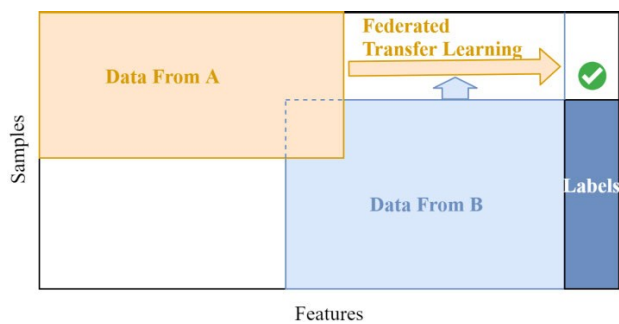 Federated
Transfer Learning
Data From A
Samples
Data From B
Labels
Features